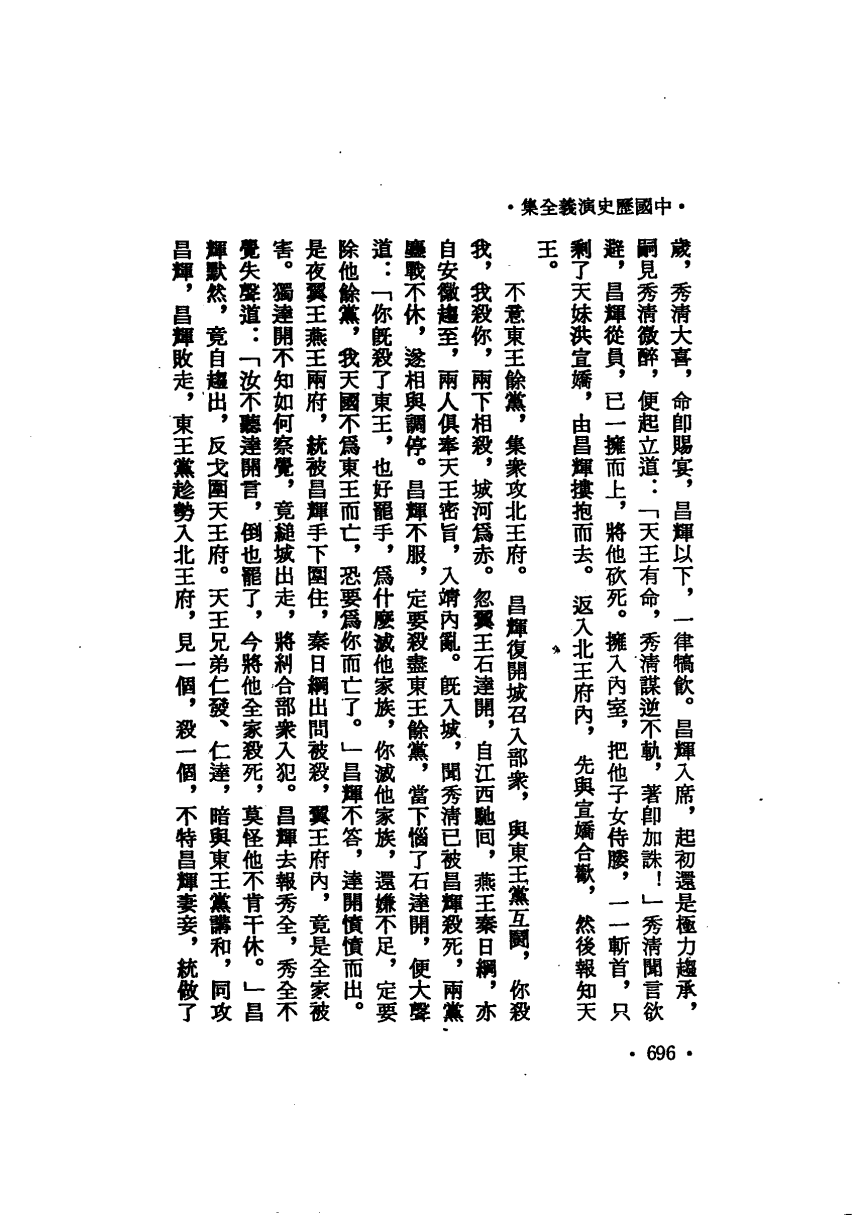 ·中國歷史演義全集·
歲，秀清大喜，命卽賜宴，昌輝以下，一律犒飲。昌輝入席，起初還是極力趨承，
嗣見秀清微醉，便起立道：「天王有命，秀清謀逆不軌，著卽加誅！」秀清聞言欲
避，昌輝從員，已一擁而上，將他砍死。擁入內室，把他子女侍媵，一一斬首，只
剩了天妹洪宣嬌，由昌輝摟抱而去。返入北王府內，先與宣嬌合歡，然後報知天
王。
不意東王餘黨，集衆攻北王府。昌輝復開城召入部衆，與東王黨互鬭，你殺
我，我殺你，兩下相殺，城河爲赤。忽翼王石達開，自江西馳回，燕王秦日綱，亦
自安徽趨至，兩人俱奉天王密旨，入靖內亂。旣入城，聞秀清已被昌輝殺死，兩黨
鏖戰不休，遂相與調停。昌輝不服，定要殺盡東王餘黨，當下惱了石達開，便大聲
道：「你旣殺了東王，也好罷手，爲什麼滅他家族，你滅他家族，還嫌不足，定要
除他餘黨，我天國不爲東王而亡，恐要爲你而亡了。」昌輝不答，達開憤憤而出。
是夜翼王燕王兩府，統被昌輝手下圍住，秦日綱出問被殺，翼王府內，竟是全家被
害。獨達開不知如何察覺，竟縋城出走，將糾合部衆入犯。昌輝去報秀全，秀全不
覺失聲道：「汝不聽達開言，倒也罷了，今將他全家殺死，莫怪他不肯干休。」昌
輝默然，竟自趨出，反戈圍天王府。天王兄弟仁發、仁達，暗與東王黨講和，同攻
昌輝，昌輝敗走，東王黨趁勢入北王府，見一個，殺一個，不特昌輝妻妾，統做了
·696·